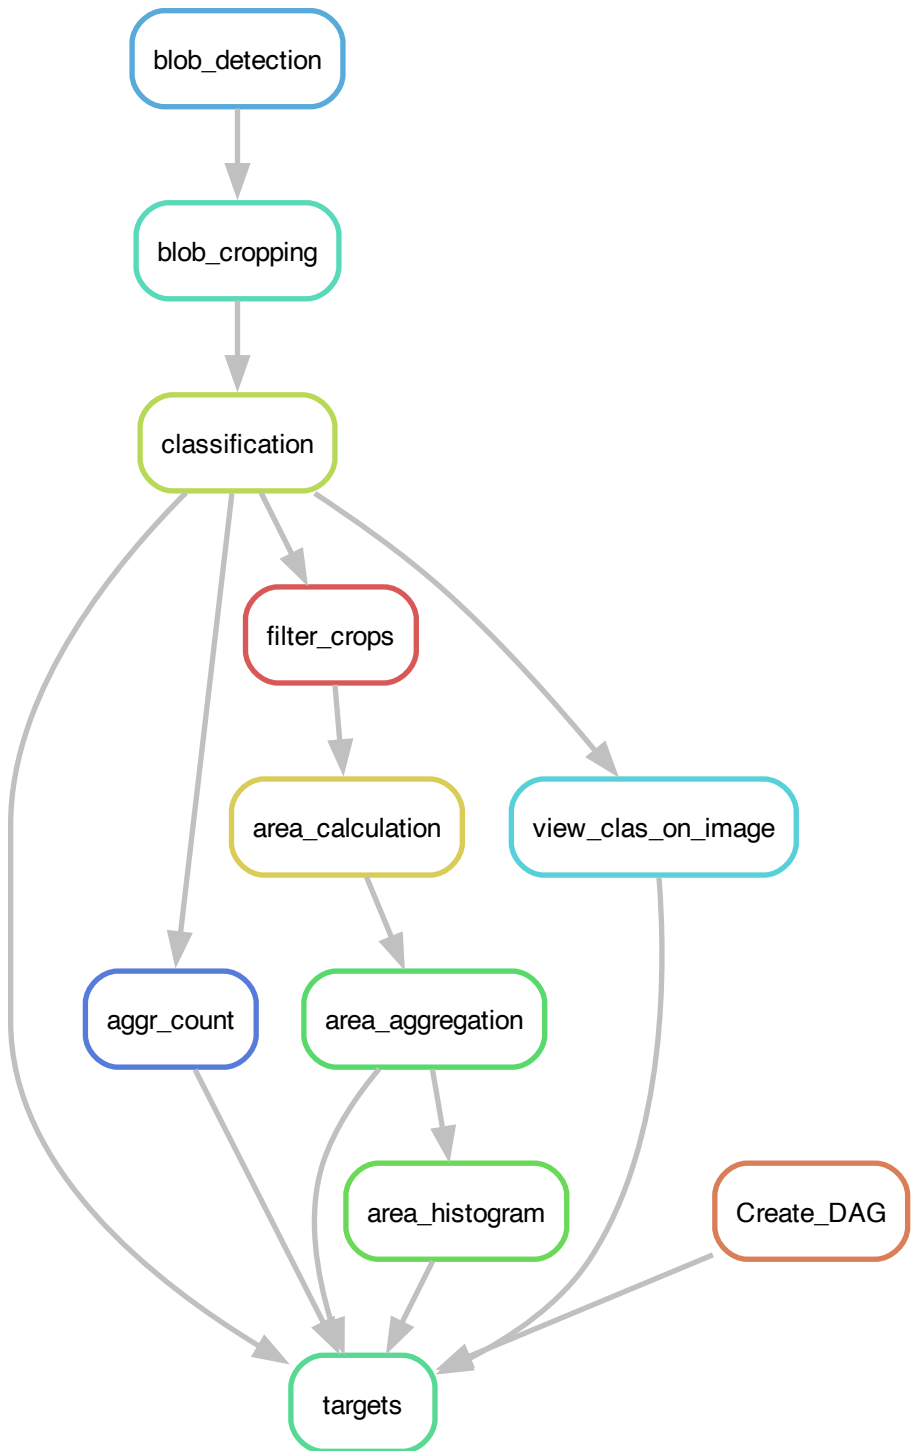 blob_detection
blob_cropping
classification
filter_crops
area_calculation
view_clas_on_image
aggr_count
area_aggregation
area_histogram
Create_DAG
targets